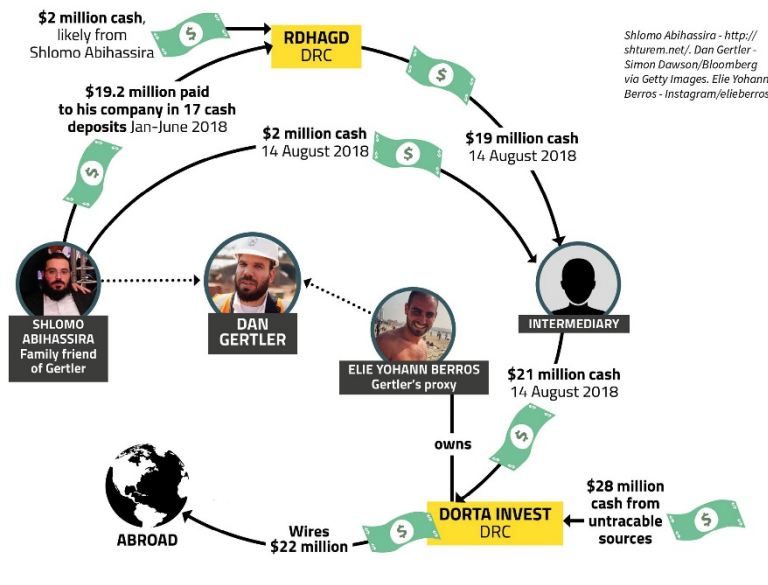 $2 million cash,
likely from
Shlomo Abihassira
RDHAGD
DRC
Shlomo Abihassira - http://
shturem.net/. Dan Gertler -
Simon Dawson/Bloomberg
via Getty Images. Elie Yohann
Berros - Instagram/elieberros
$19.2 million paid
to his company in 17 cash
deposits Jan-June 2018
$2 million cash
14 August 2018
$19 million cash
14 August 2018
SHLOMO
ABIHASSIRA
Family friend
of Gertler
DAN
GERTLER
ELIE YOHANN BERROS
Gertler's proxy
INTERMEDIARY
$21 million cash
14 August 2018
owns
DORTA INVEST
DRC
$28 million
cash from
untracable
sources
Wires
$22 million
ABROAD